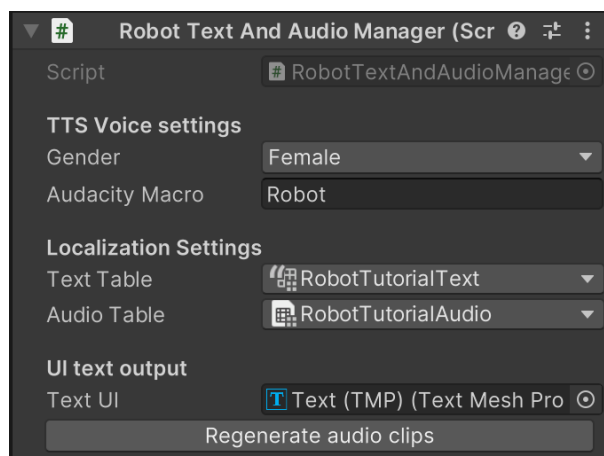 # Robot Text And Audio Manager (Scr
Script # RobotTextAndAudioManage
TTS Voice settings
Gender Female
Audacity Macro Robot
Localization Settings
Text Table RobotTutorialText
Audio Table RobotTutorialAudio
UI text output
Text UI T Text (TMP) (Text Mesh Pro
Regenerate audio clips